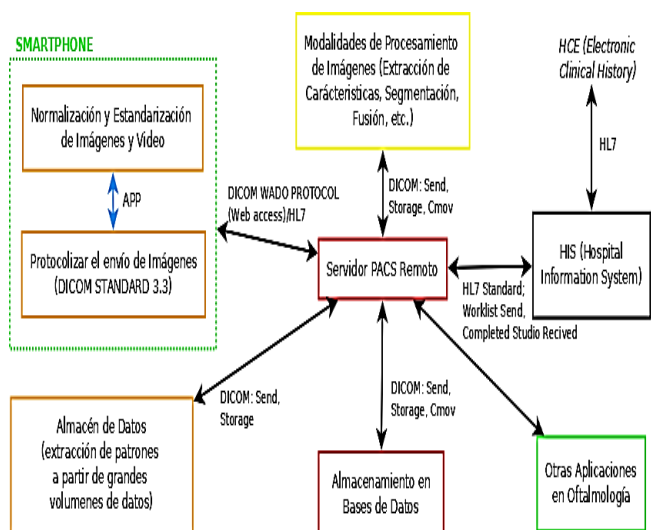 SMARTPHONE
Normalización y Estandarización
de Imágenes y Video
APP
Protocolizar el envío de Imágenes
(DICOM STANDARD 3.3)
DICOM WADO PROTOCOL
(Web access)/HL7
Modalidades de Procesamiento
de Imágenes (Extracción de
Carácteristicas, Segmentación,
Fusión, etc.)
DICOM: Send,
Storage, Cmov
Servidor PACS Remoto
HCE (Electronic
Clinical History)
HL7
HIS (Hospital
Information System)
HL7 Standard;
Worklist Send,
Completed Studio Recived
DICOM: Send,
Storage
Almacén de Datos
(extracción de patrones
a partir de grandes
volumenes de datos)
DICOM: Send,
Storage, Cmov
Almacenamiento en
Bases de Datos
Otras Aplicaciones
en Oftalmología